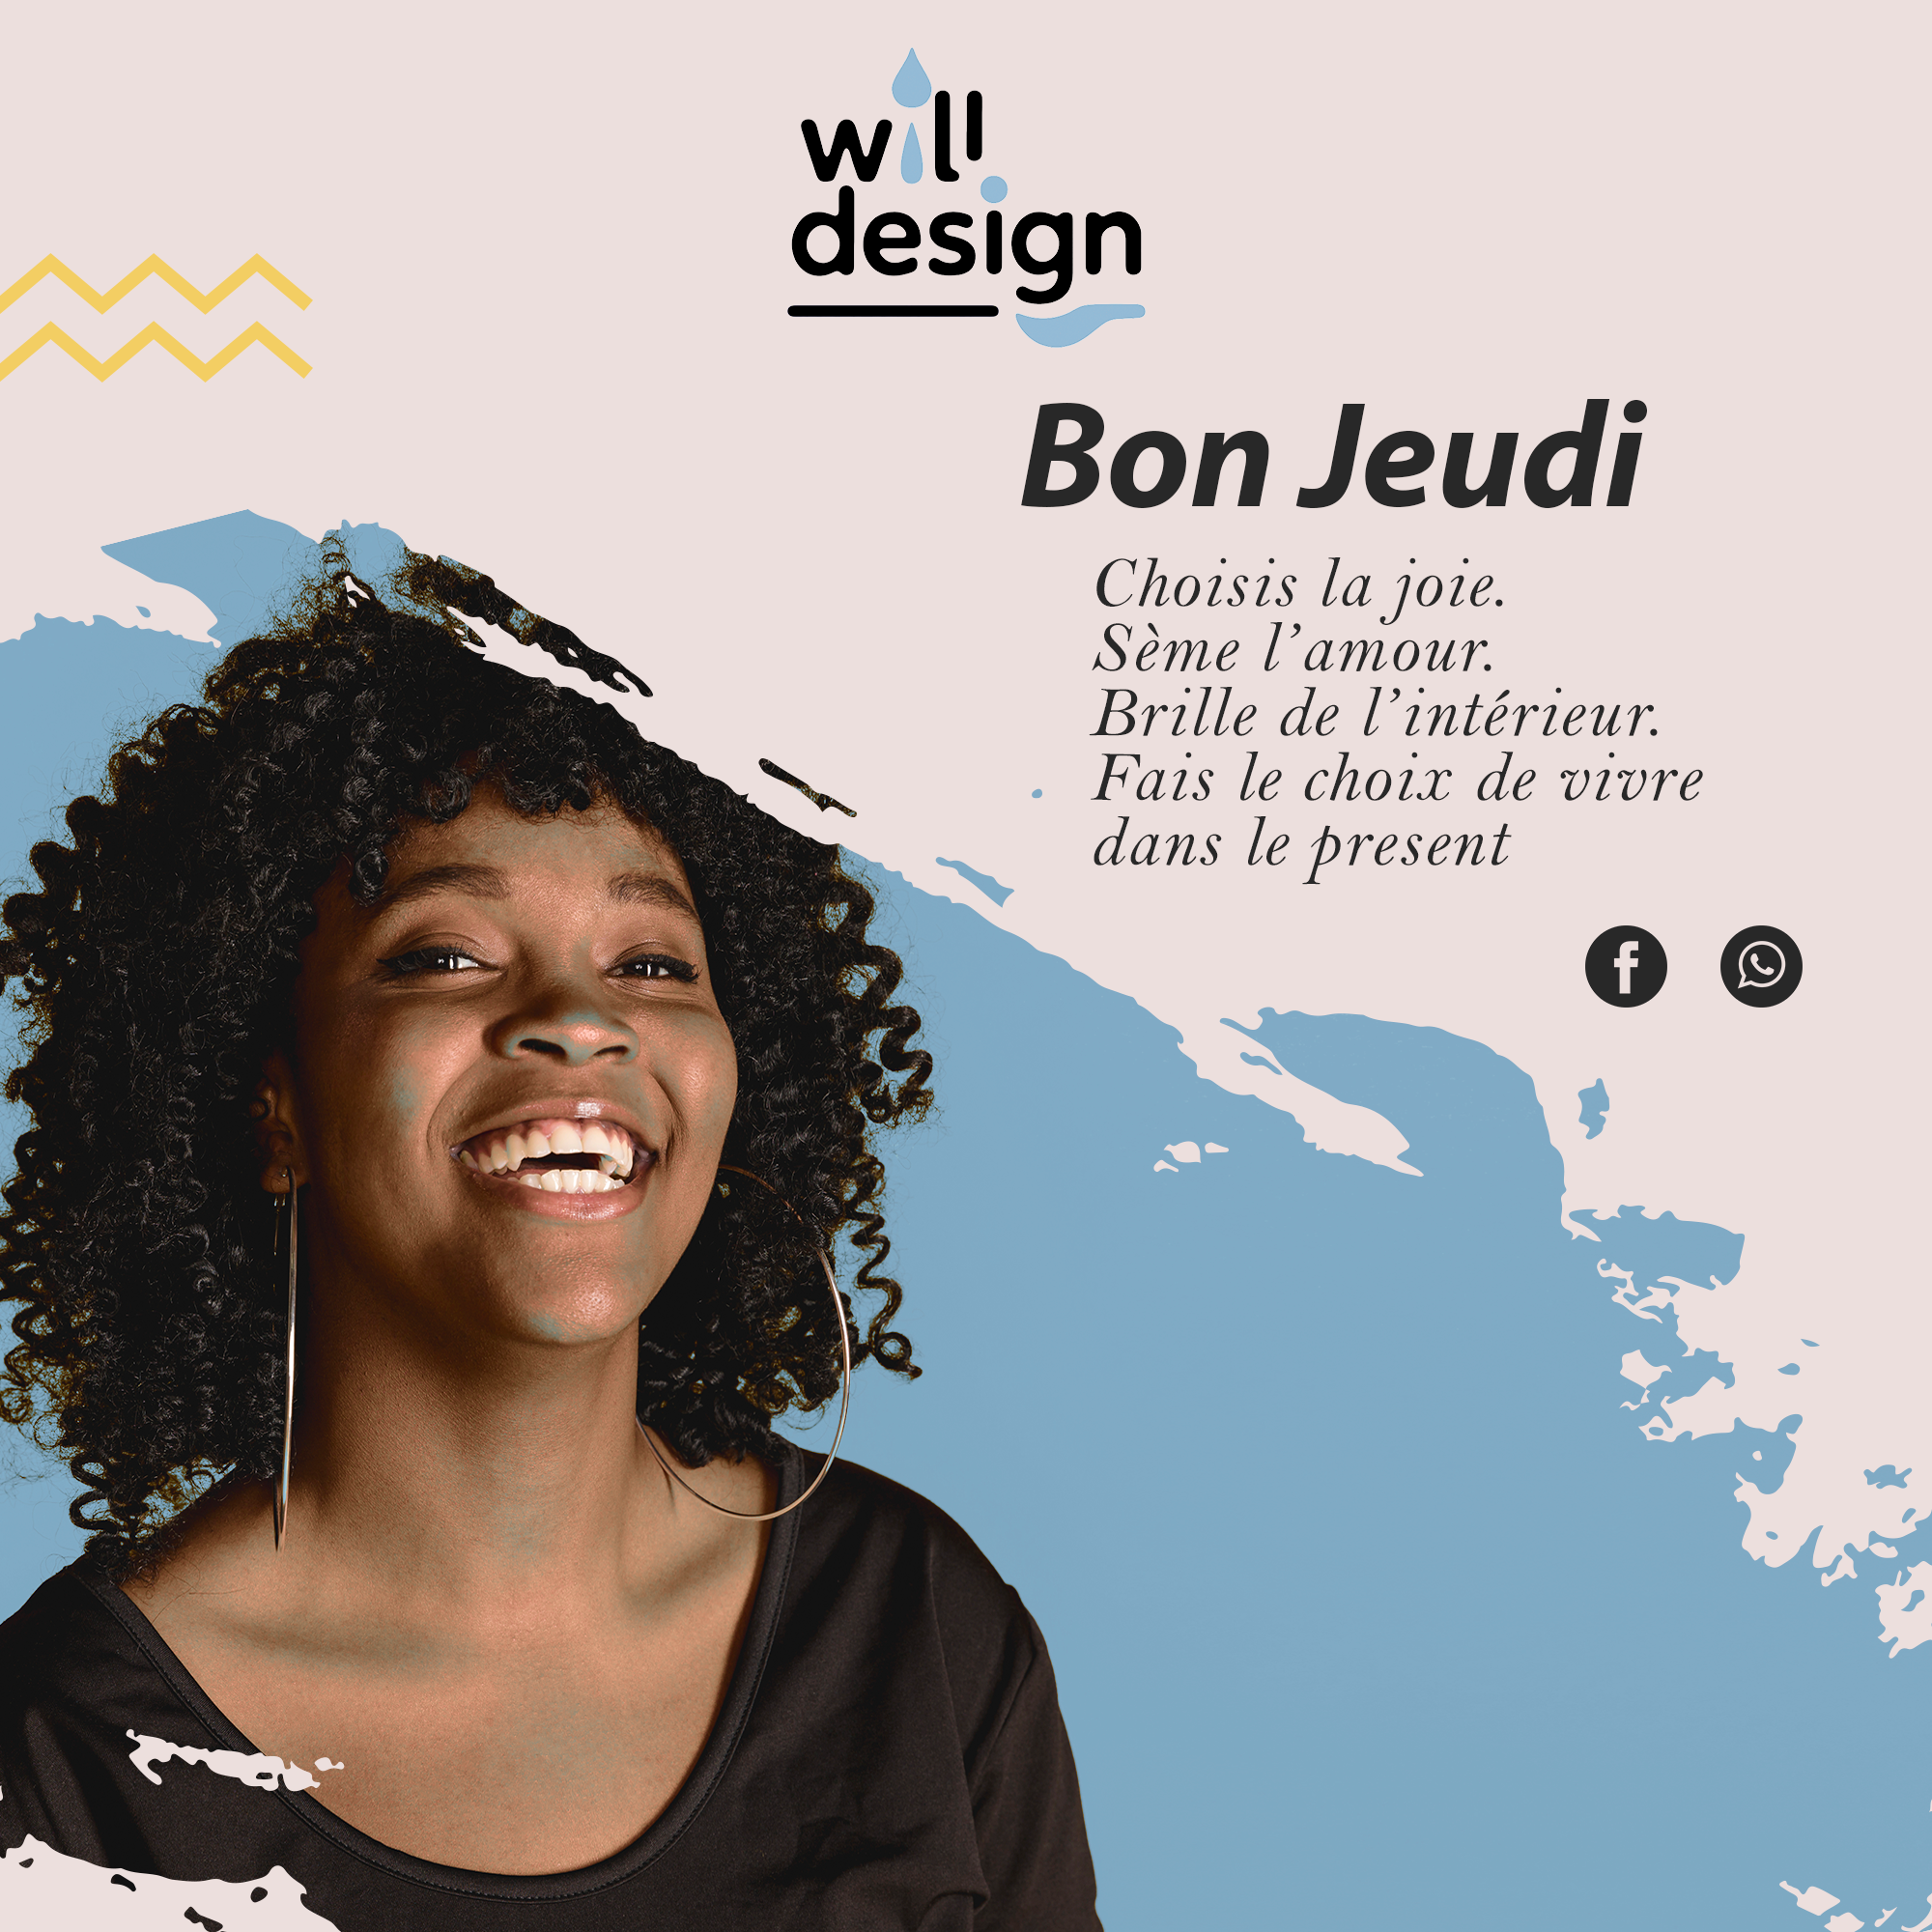 will
design
Bon Jeudi
Choisis la joie.
Sème l’amour.
Brille de l’intérieur.
Fais le choix de vivre
dans le present